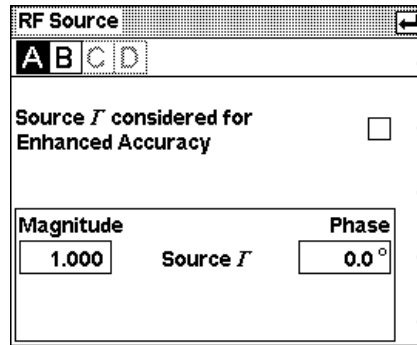 RF Source
A B C D
Source Γ considered for
Enhanced Accuracy
Magnitude Phase
1.000 Source Γ 0.0 °